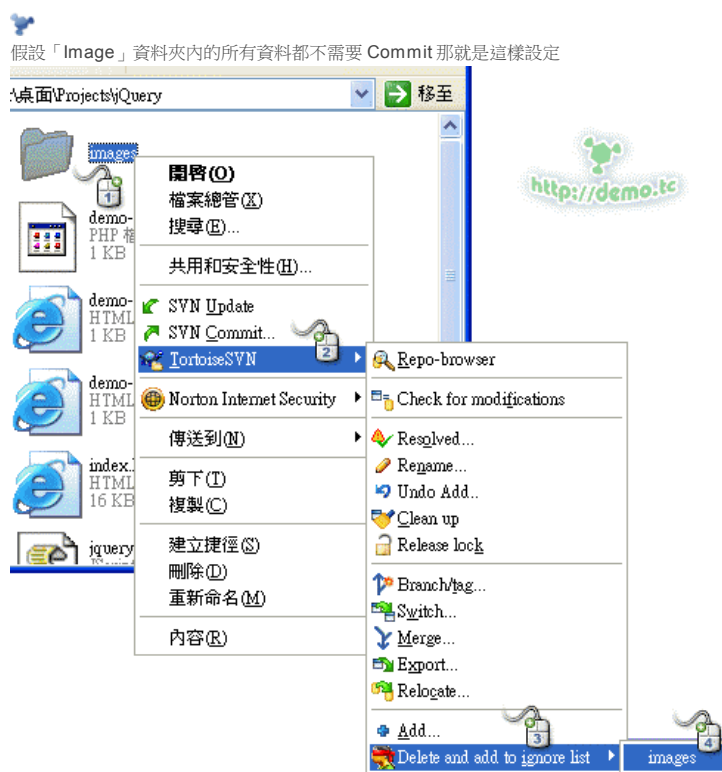 假設「Image」資料夾內的所有資料都不需要 Commit 那就是這樣設定
:\桌面\Projects\jQuery
移至
http://demo.tc
images
demo-
PHP 檔
1 KB
demo-
HTML
1 KB
demo-
HTML
1 KB
index.
HTML
16 KB
jquery
開啓(O)
檔案總管(X)
搜尋(E)...
共用和安全性(H)...
SVN Update
SVN Commit...
TortoiseSVN
Norton Internet Security
傳送到(N)
剪下(T)
複製(C)
建立捷徑(S)
刪除(D)
重新命名(M)
內容(R)
1
2
Repo-browser
Check for modifications
Resolved...
Rename...
Undo Add...
Clean up
Release lock
Branch/tag...
Switch...
Merge...
Export...
Relocate...
Add...
3
Delete and add to ignore list
4
images